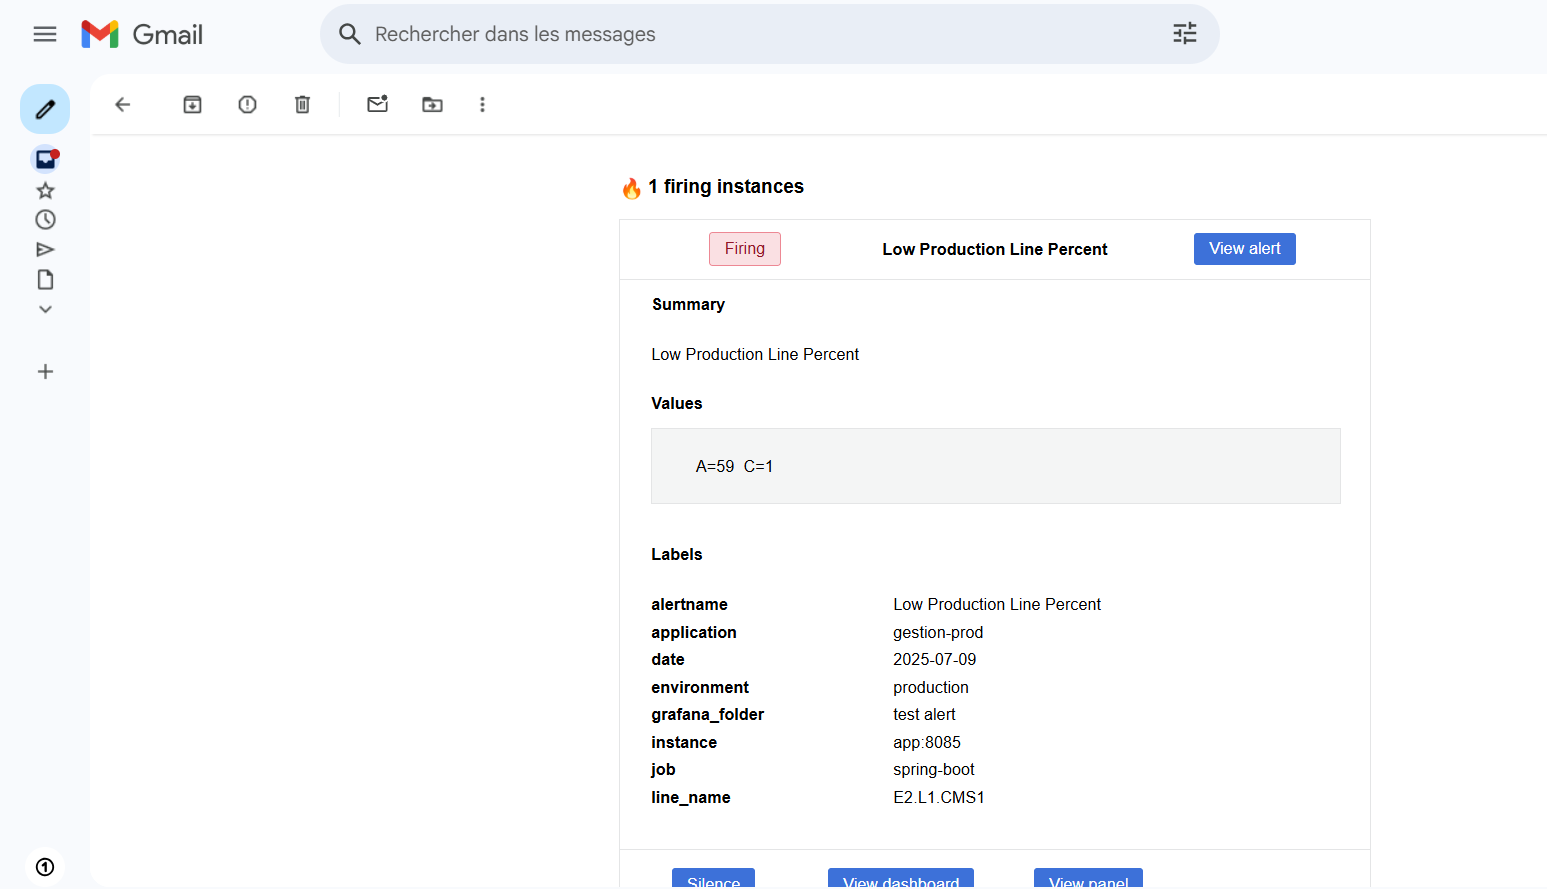 Gmail
Rechercher dans les messages
🔥 1 firing instances
Firing
Low Production Line Percent
View alert
Summary
Low Production Line Percent
Values
A=59 C=1
Labels
alertname Low Production Line Percent
application gestion-prod
date 2025-07-09
environment production
grafana_folder test alert
instance app:8085
job spring-boot
line_name E2.L1.CMS1
1
Silence
View dashboard
View panel